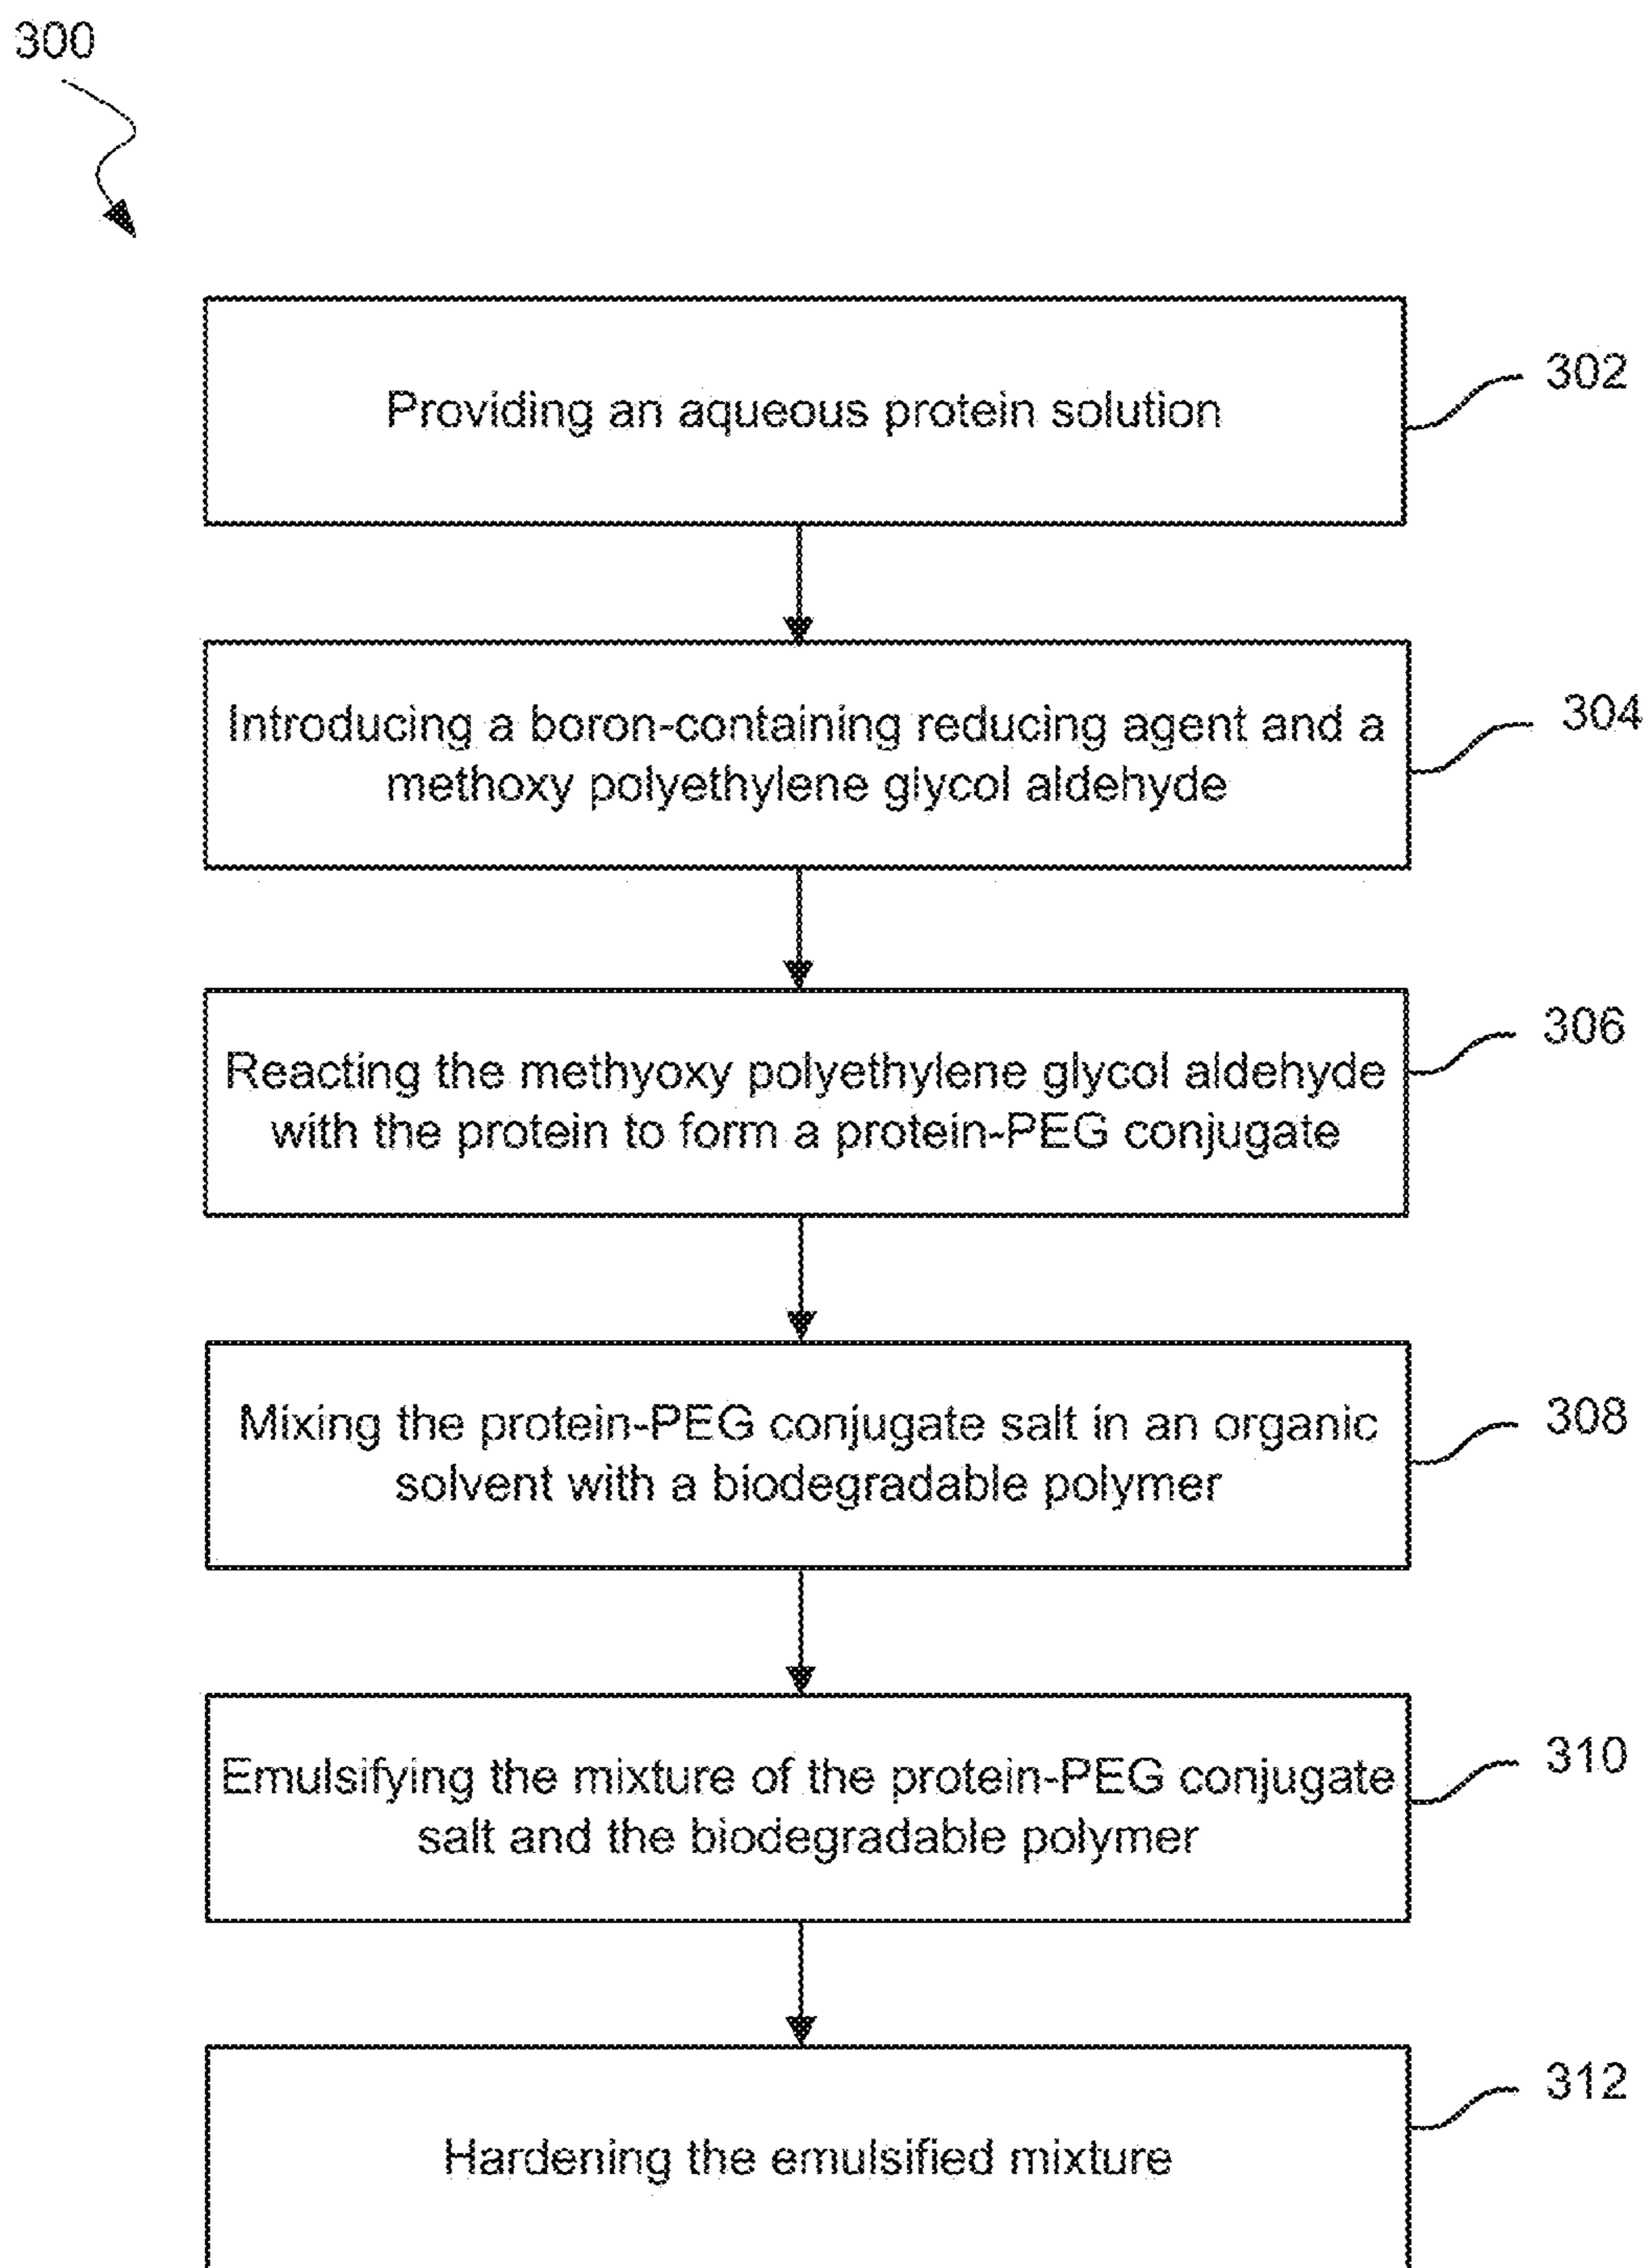 300
Providing an aqueous protein solution
302
Introducing a boron-containing reducing agent and a
methoxy polyethylene glycol aldehyde
304
Reacting the methyoxy polyethylene glycol aldehyde
with the protein to form a protein-PEG conjugate
306
Mixing the protein-PEG conjugate salt in an organic
solvent with a biodegradable polymer
308
Emulsifying the mixture of the protein-PEG conjugate
salt and the biodegradable polymer
310
Hardening the emulsified mixture
312